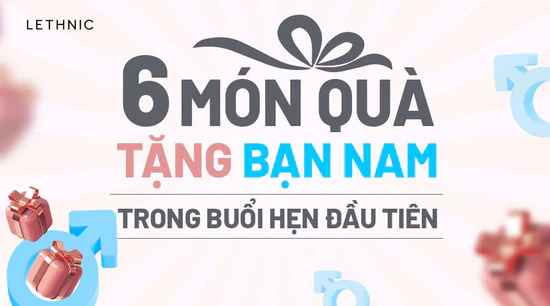 LETHNIC
6 MÓN QUÀ
TẶNG BẠN NAM
TRONG BUỔI HẸN ĐẦU TIÊN